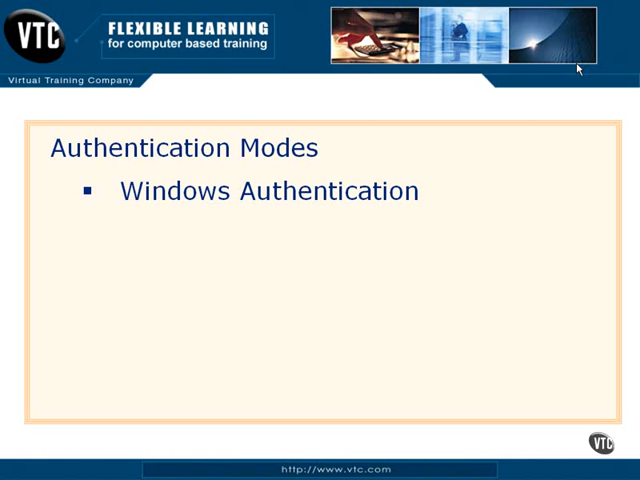 VTC
FLEXIBLE LEARNING
for computer based training
Virtual Training Company
Authentication Modes
▪ Windows Authentication
VTC
http://www.vtc.com